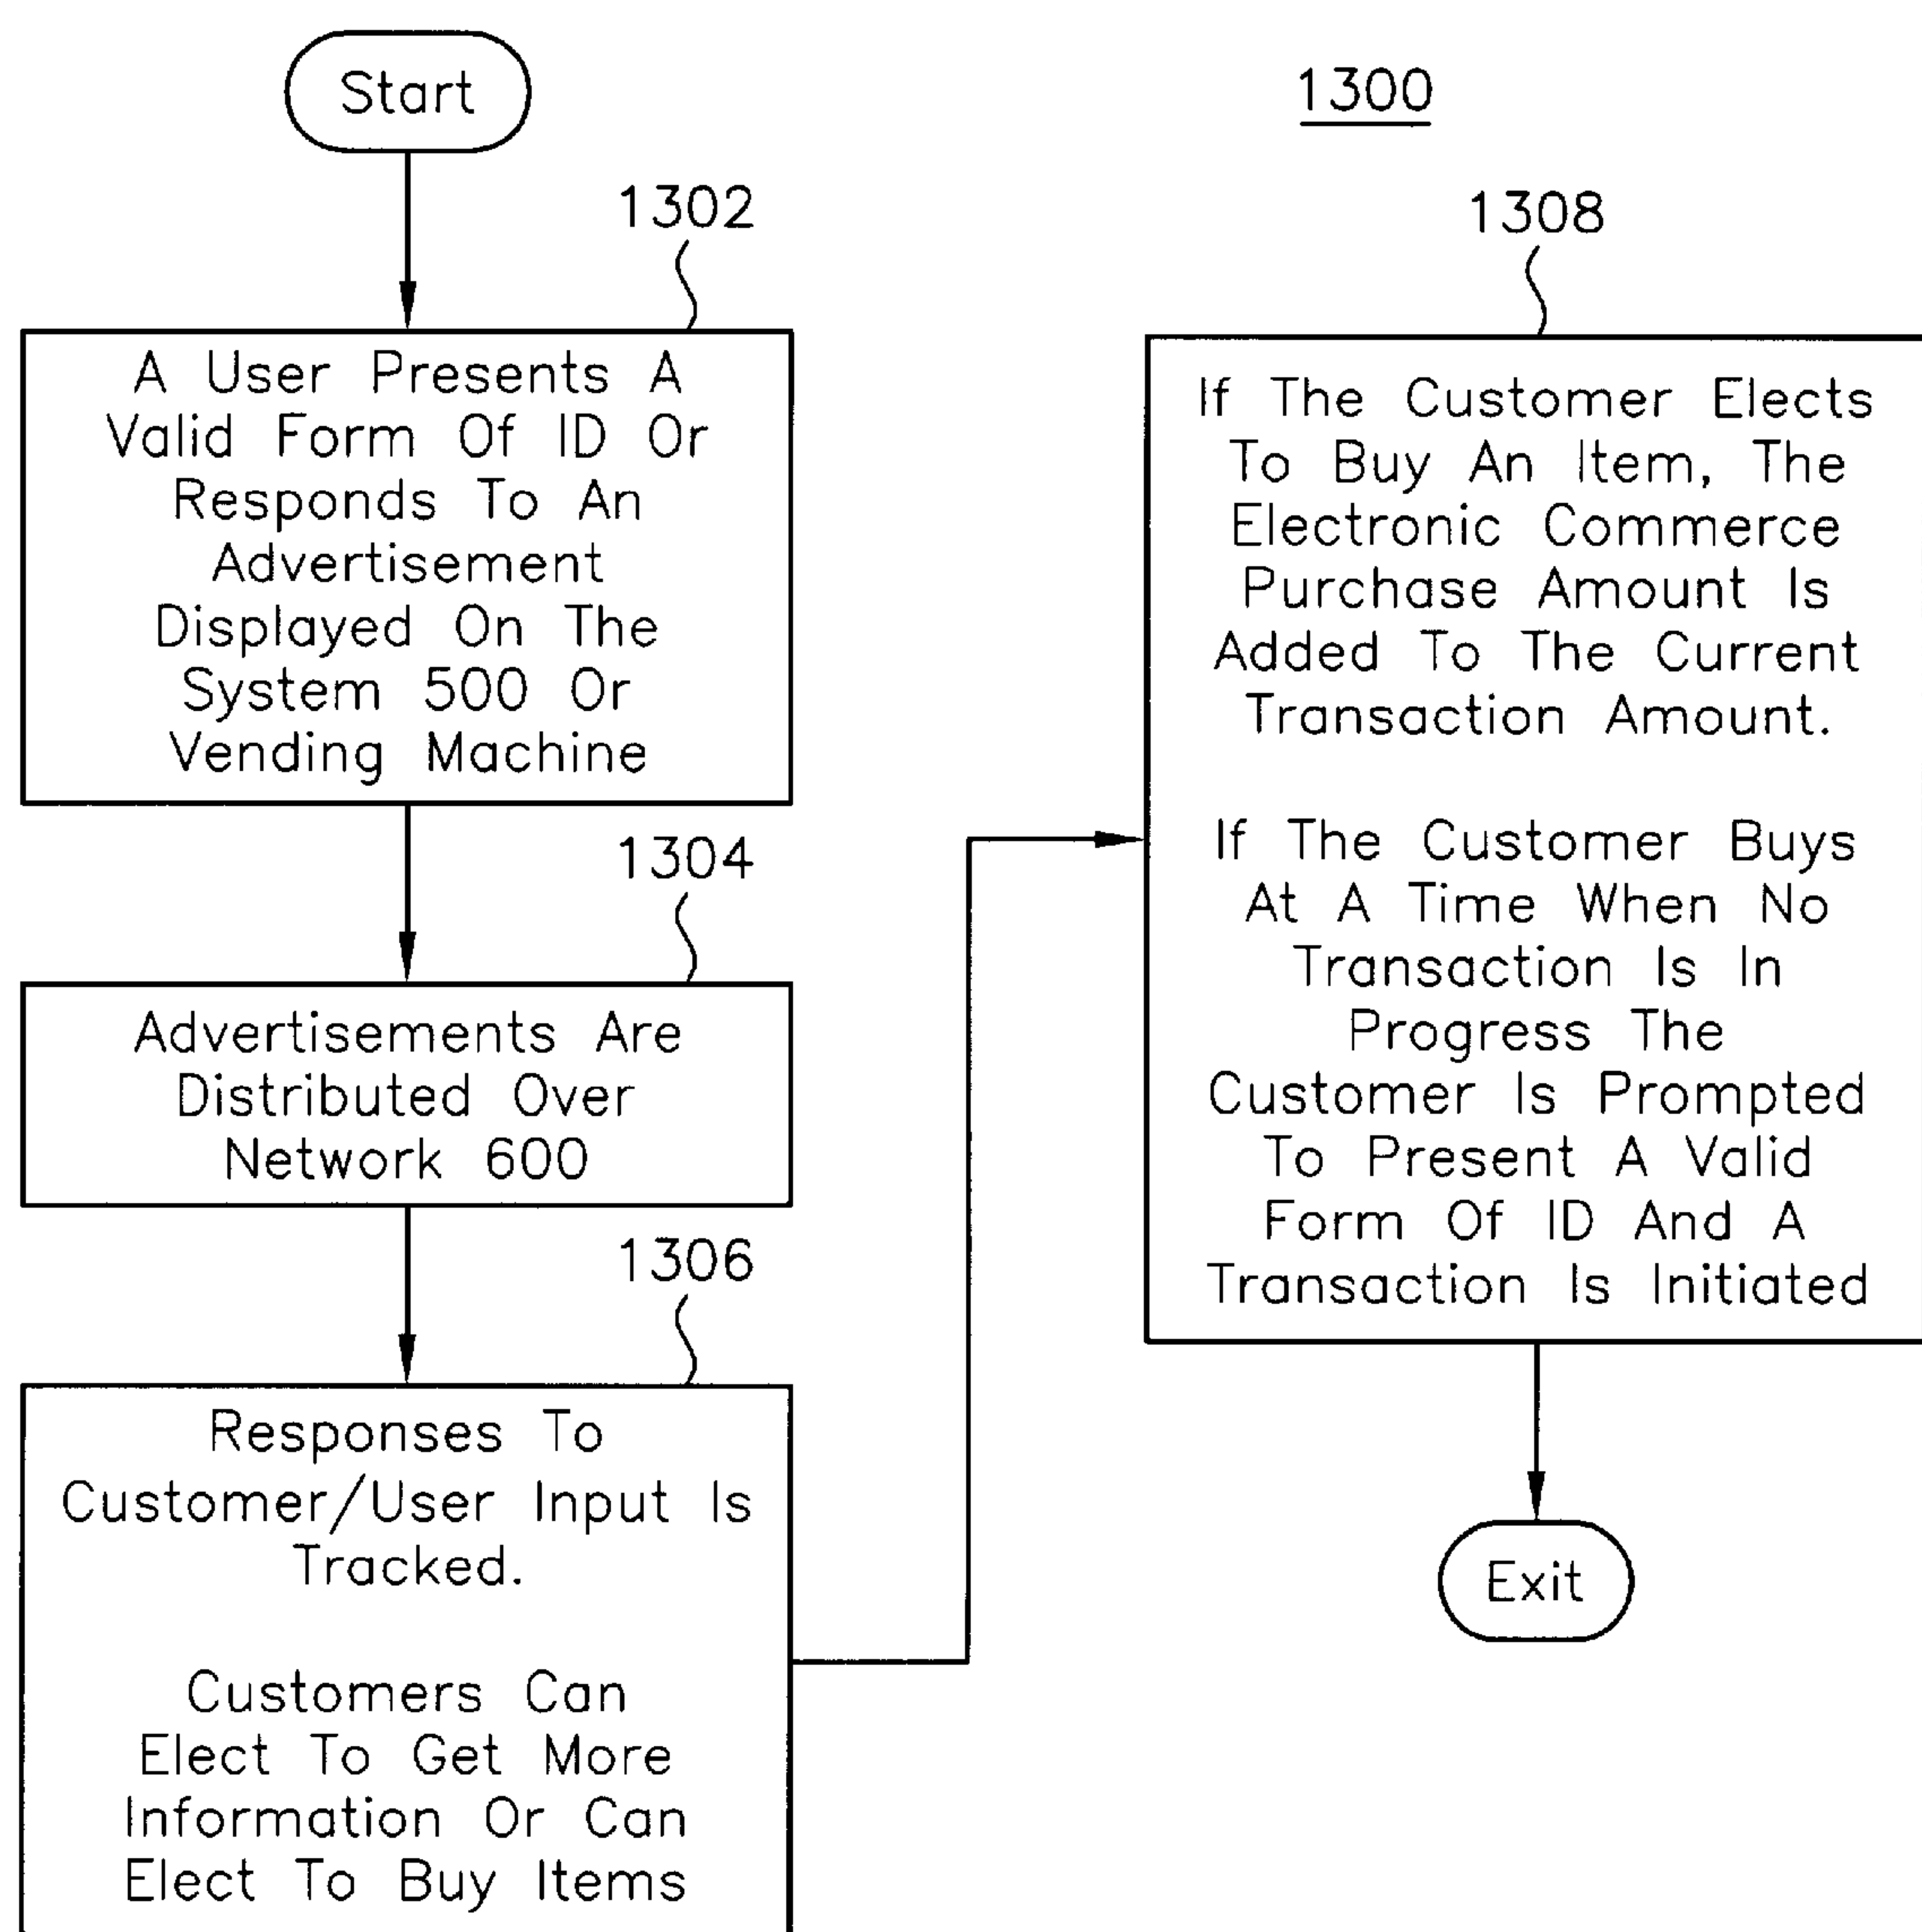 Start
1300
1302
A User Presents A
Valid Form Of ID Or
Responds To An
Advertisement
Displayed On The
System 500 Or
Vending Machine
1304
Advertisements Are
Distributed Over
Network 600
1306
Responses To
Customer/User Input Is
Tracked.
Customers Can
Elect To Get More
Information Or Can
Elect To Buy Items
1308
If The Customer Elects
To Buy An Item, The
Electronic Commerce
Purchase Amount Is
Added To The Current
Transaction Amount.
If The Customer Buys
At A Time When No
Transaction Is In
Progress The
Customer Is Prompted
To Present A Valid
Form Of ID And A
Transaction Is Initiated
Exit